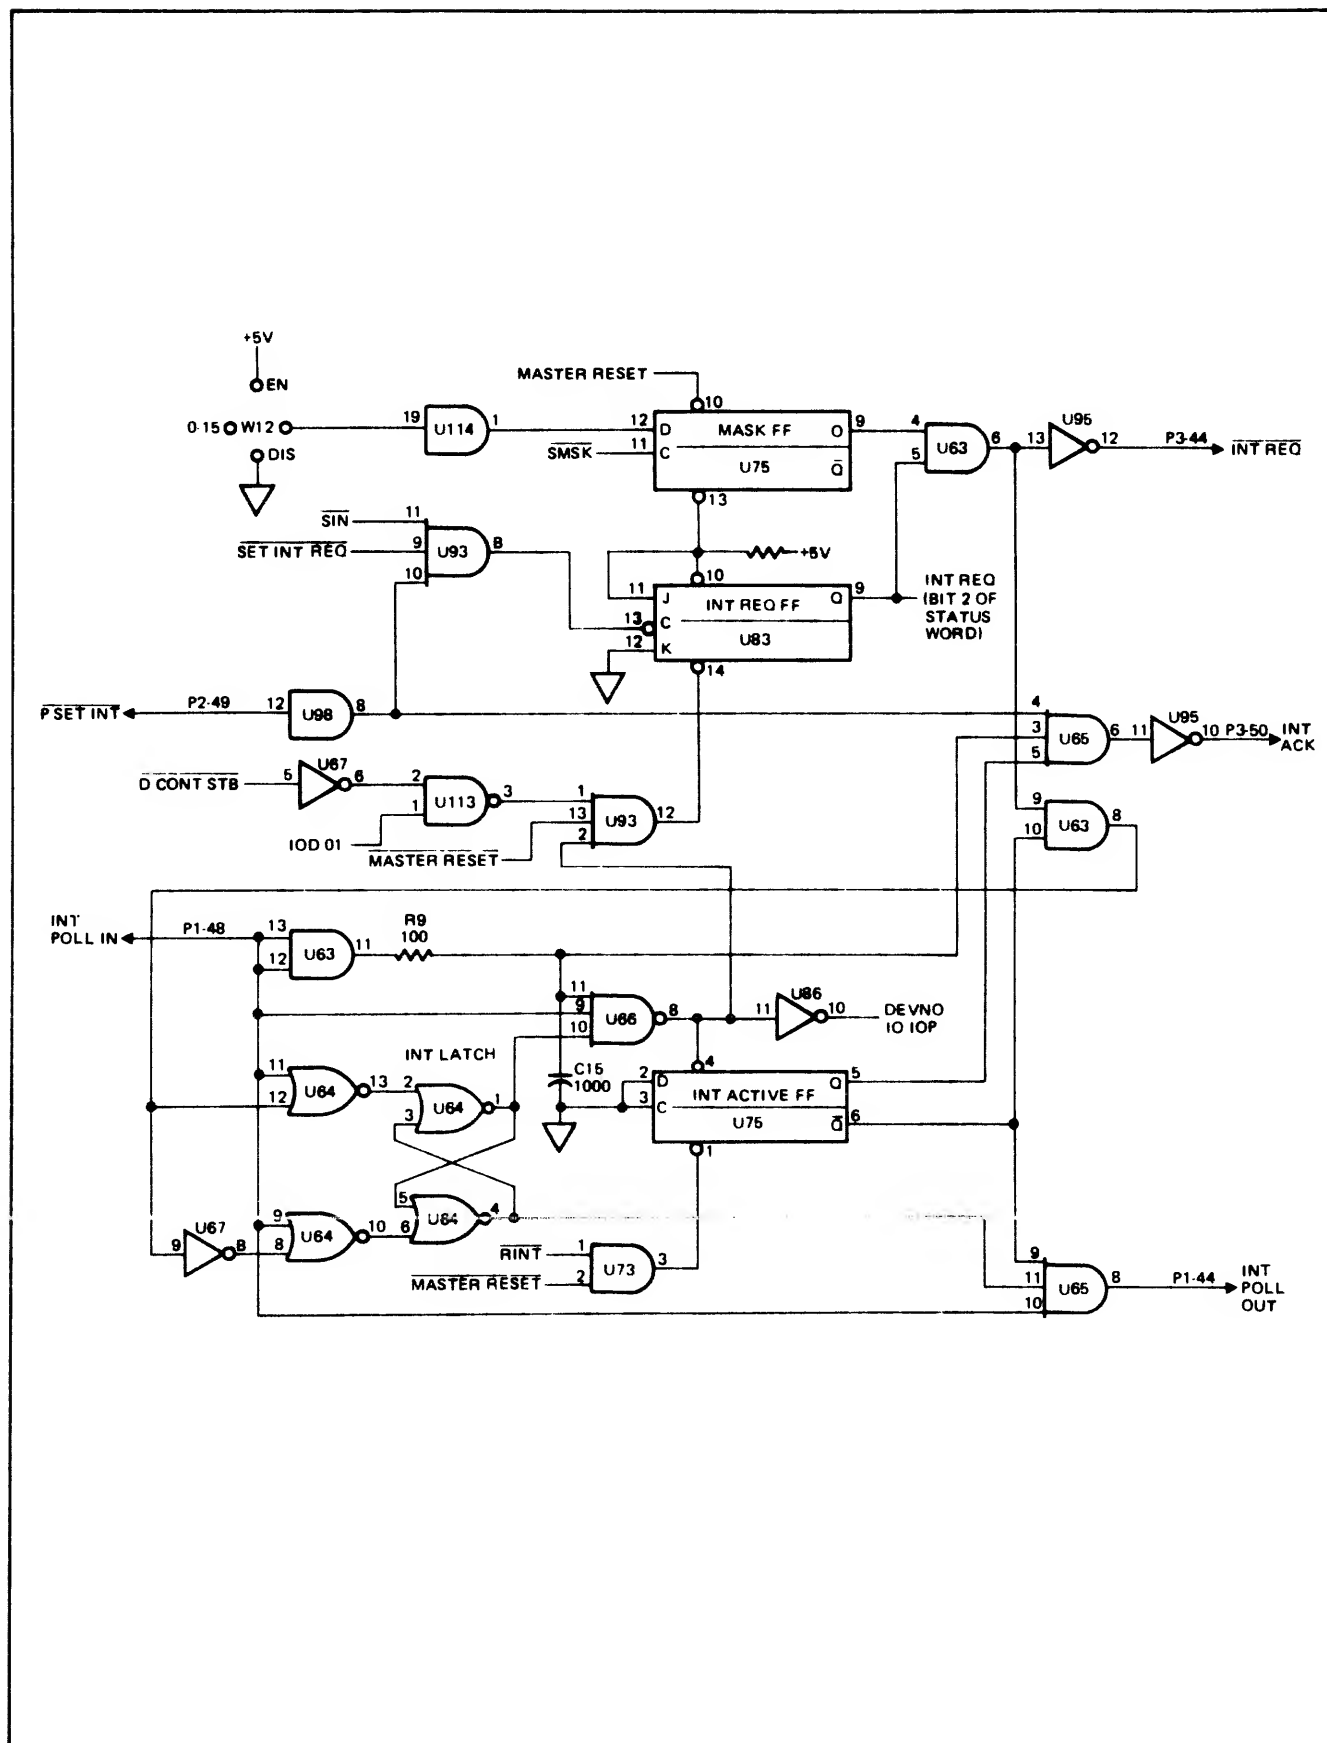 +5V
EN
0-15 W12
DIS
19 U114 1
MASTER RESET
10
12 D MASK FF O 9
SMSK 11 C
U75 Q
13
4
5 U63 6
13 U95 12 P3-44 INT REQ
SIN 11
SET INT REQ 9 U93 8
10
+5V
10
11 J INT REQ FF Q 9
13 C
12 K U83
14
INT REQ
(BIT 2 OF
STATUS
WORD)
P SET INT P2-49 12 U98 8
4
3 U65 6
5
11 U95 10 P3-50 INT
ACK
D CONT STB 5 U67 6
2 U113 3
1
IOD 01
1
13 U93 12
2
MASTER RESET
9 U63 8
10
INT
POLL IN P1-48
13 U63 11
12
R9
100
11
9 U66 8
10
11 U86 10 DEVNO
IO IOP
INT LATCH
C15
1000
11 U64 13
12
2 U64 1
3
4
2 D INT ACTIVE FF Q 5
3 C U75 Q 6
1
9 U67 8
9 U64 10
8
5 U64 4
6
RINT 1 U73 3
MASTER RESET 2
9
11 U65 8
10
P1-44 INT
POLL
OUT